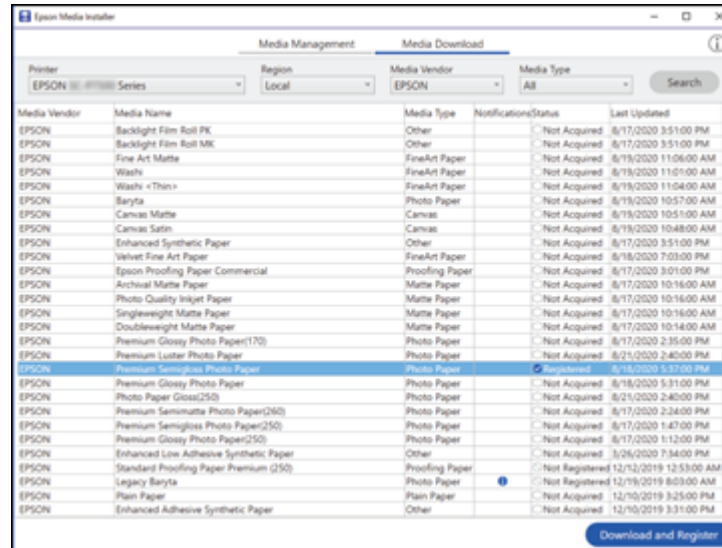 Epson Media Installer
Media Management Media Download
Printer Region Media Vendor Media Type
EPSON Series Local EPSON All Search
Media Vendor Media Name Media Type Notifications Status Last Updated
EPSON Backlight Film Roll PK Other Not Acquired 8/17/2020 3:51:00 PM
EPSON Backlight Film Roll MK Other Not Acquired 8/17/2020 3:51:00 PM
EPSON Fine Art Matte FineArt Paper Not Acquired 8/19/2020 11:06:00 AM
EPSON Washi FineArt Paper Not Acquired 8/19/2020 11:01:00 AM
EPSON Washi <Thin> FineArt Paper Not Acquired 8/19/2020 11:04:00 AM
EPSON Baryta Photo Paper Not Acquired 8/19/2020 10:57:00 AM
EPSON Canvas Matte Canvas Not Acquired 8/19/2020 10:51:00 AM
EPSON Canvas Satin Canvas Not Acquired 8/19/2020 10:48:00 AM
EPSON Enhanced Synthetic Paper Other Not Acquired 8/17/2020 3:51:00 PM
EPSON Velvet Fine Art Paper FineArt Paper Not Acquired 8/18/2020 7:03:00 PM
EPSON Epson Proofing Paper Commercial Proofing Paper Not Acquired 8/17/2020 3:01:00 PM
EPSON Archival Matte Paper Matte Paper Not Acquired 8/17/2020 10:16:00 AM
EPSON Photo Quality Inkjet Paper Matte Paper Not Acquired 8/17/2020 10:16:00 AM
EPSON Singleweight Matte Paper Matte Paper Not Acquired 8/17/2020 10:16:00 AM
EPSON Doubleweight Matte Paper Matte Paper Not Acquired 8/17/2020 10:14:00 AM
EPSON Premium Glossy Photo Paper(170) Photo Paper Not Acquired 8/17/2020 2:35:00 PM
EPSON Premium Luster Photo Paper Photo Paper Not Acquired 8/21/2020 2:40:00 PM
EPSON Premium Semigloss Photo Paper Photo Paper Registered 8/18/2020 5:37:00 PM
EPSON Premium Glossy Photo Paper Photo Paper Not Acquired 8/18/2020 5:31:00 PM
EPSON Photo Paper Gloss(250) Photo Paper Not Acquired 8/21/2020 2:40:00 PM
EPSON Premium Semimatte Photo Paper(260) Photo Paper Not Acquired 8/17/2020 2:24:00 PM
EPSON Premium Semigloss Photo Paper(250) Photo Paper Not Acquired 8/17/2020 1:47:00 PM
EPSON Premium Glossy Photo Paper(250) Photo Paper Not Acquired 8/17/2020 1:12:00 PM
EPSON Enhanced Low Adhesive Synthetic Paper Other Not Acquired 3/26/2020 7:34:00 PM
EPSON Standard Proofing Paper Premium (250) Proofing Paper Not Registered 12/12/2019 12:53:00 AM
EPSON Legacy Baryta Photo Paper Not Registered 12/19/2019 8:03:00 AM
EPSON Plain Paper Plain Paper Not Acquired 12/10/2019 3:25:00 PM
EPSON Enhanced Adhesive Synthetic Paper Other Not Acquired 12/10/2019 3:31:00 PM
Download and Register